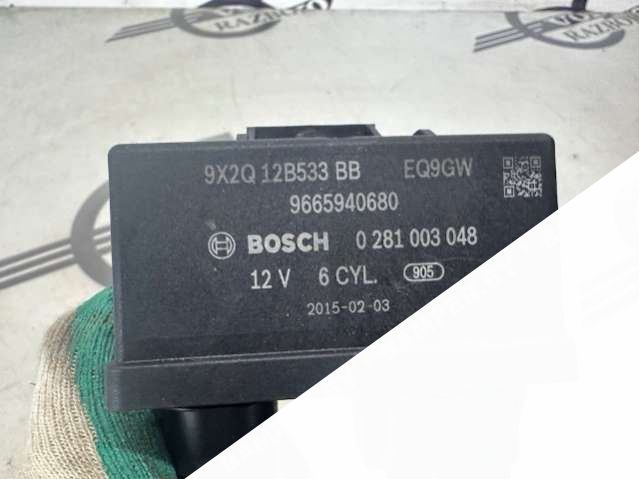 9X2Q 12B533 BB EQ9GW
9665940680
BOSCH 0 281 003 048
12 V 6 CYL. 905
2015-02-03